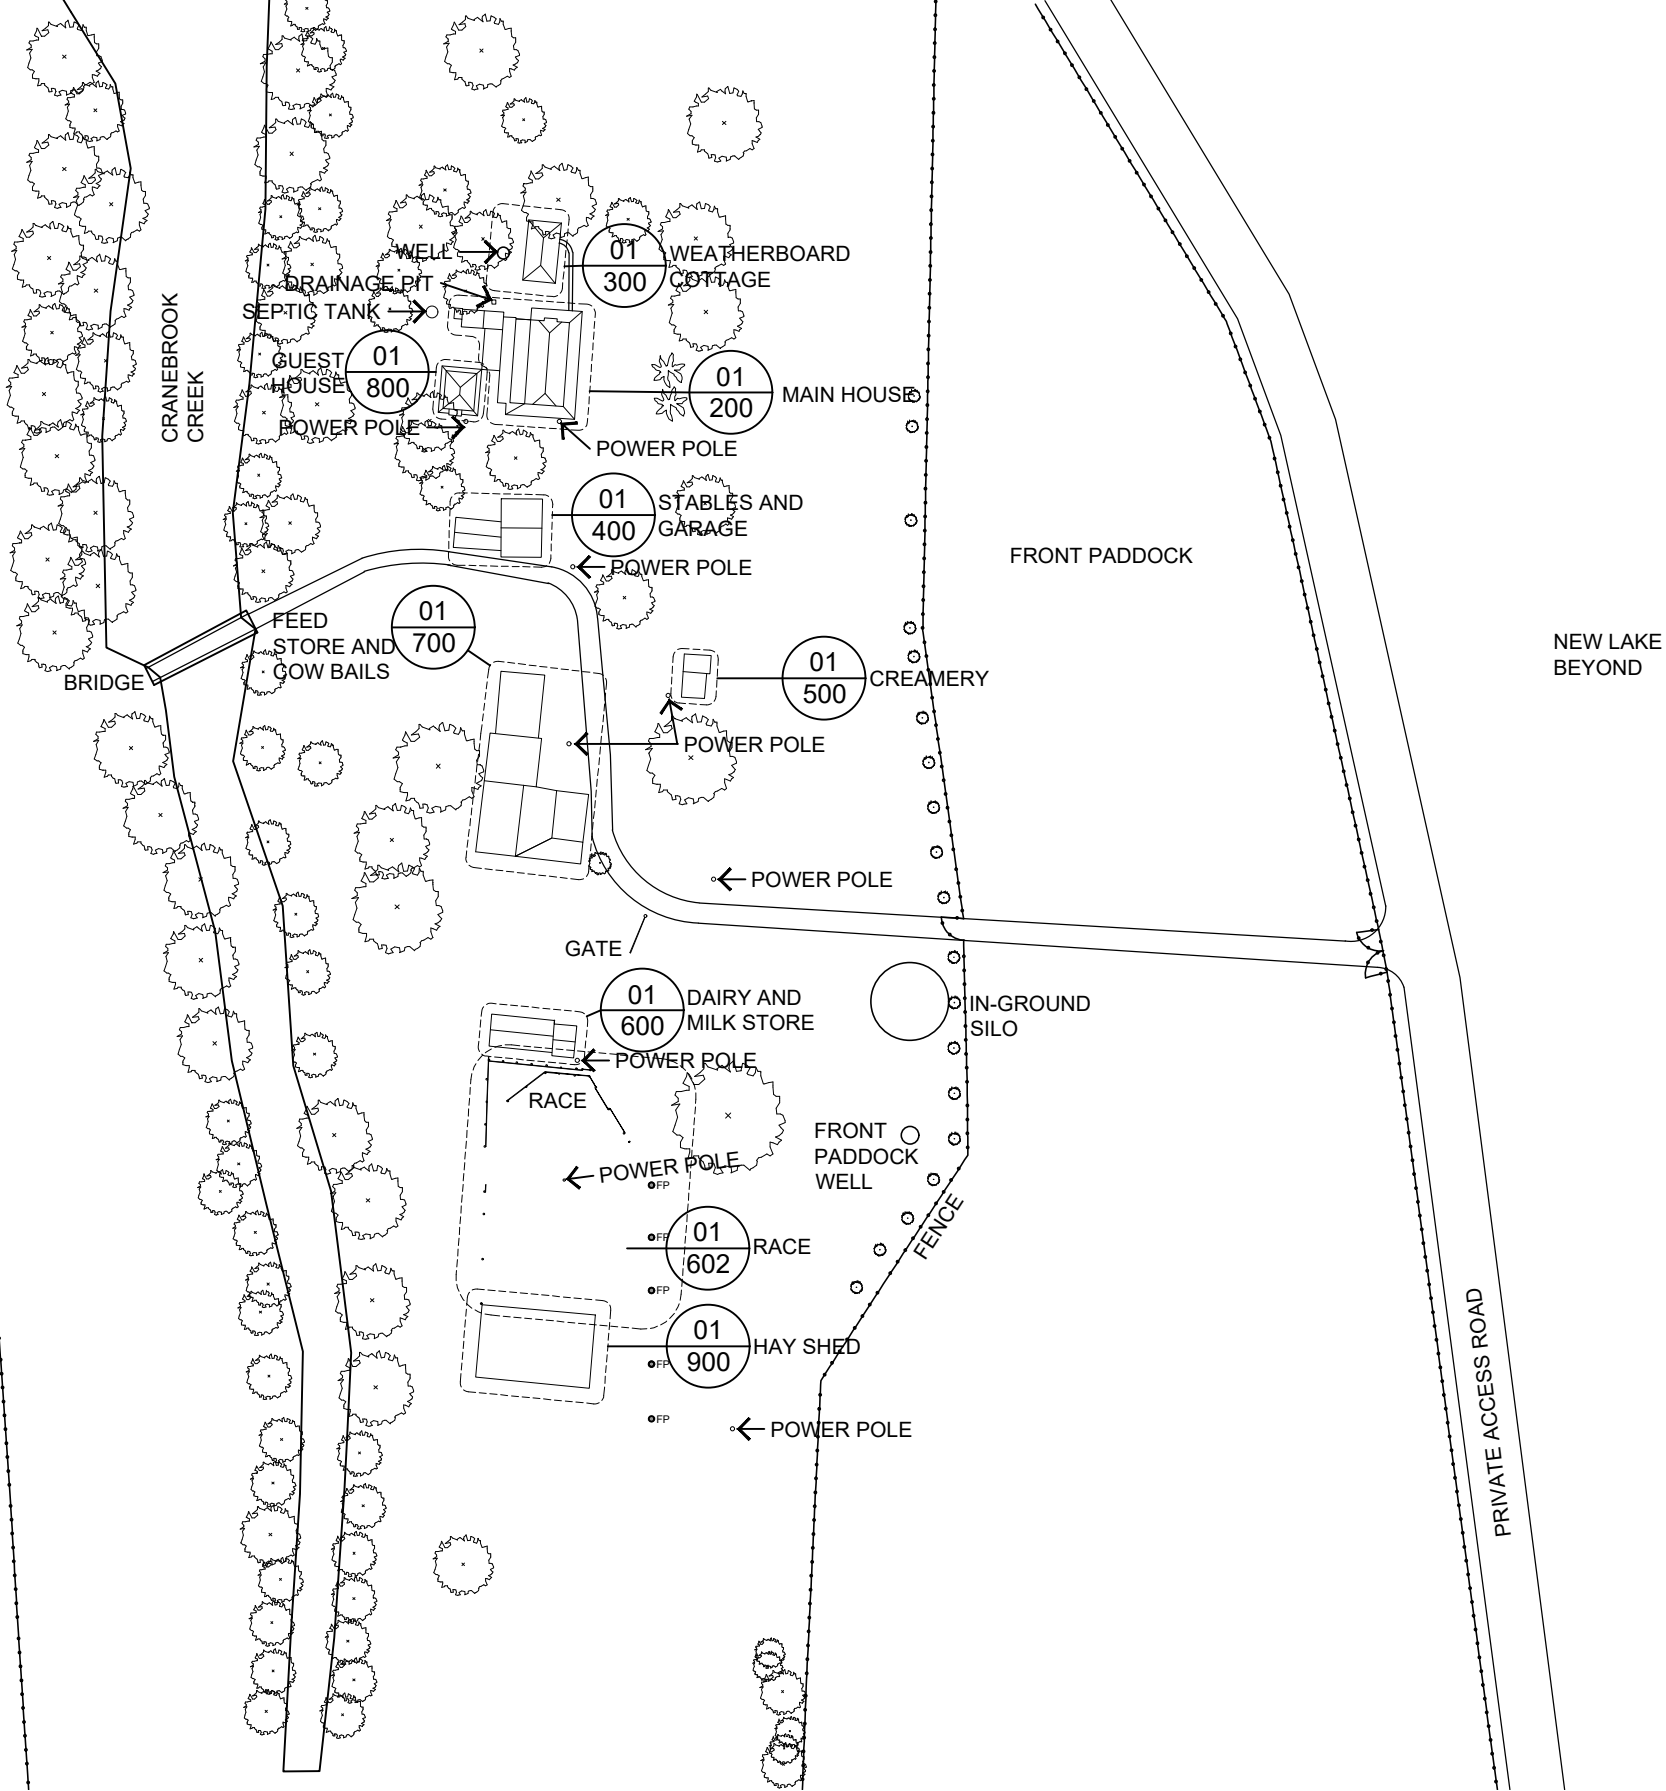 WELL
01
300
WEATHERBOARD
COTTAGE
DRAINAGE PIT
SEPTIC TANK
CRANEBROOK
CREEK
GUEST
HOUSE
01
800
01
200
MAIN HOUSE
POWER POLE
POWER POLE
01
400
STABLES AND
GARAGE
POWER POLE
FRONT PADDOCK
NEW LAKE
BEYOND
FEED
STORE AND
COW BAILS
01
700
BRIDGE
01
500
CREAMERY
POWER POLE
POWER POLE
GATE
01
600
DAIRY AND
MILK STORE
IN-GROUND
SILO
POWER POLE
RACE
FRONT
PADDOCK
WELL
POWER POLE
FP
FENCE
FP
01
602
RACE
FP
01
900
HAY SHED
FP
FP
POWER POLE
PRIVATE ACCESS ROAD